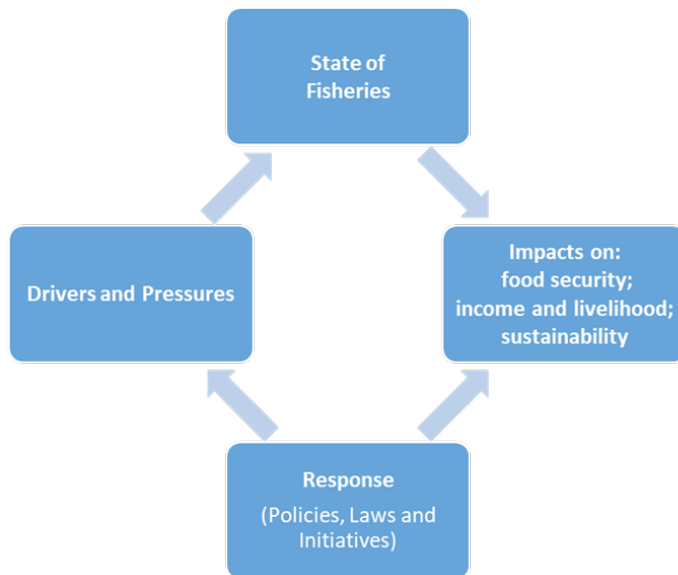 State of
Fisheries
Drivers and Pressures
Impacts on:
food security;
income and livelihood;
sustainability
Response
(Policies, Laws and
Initiatives)